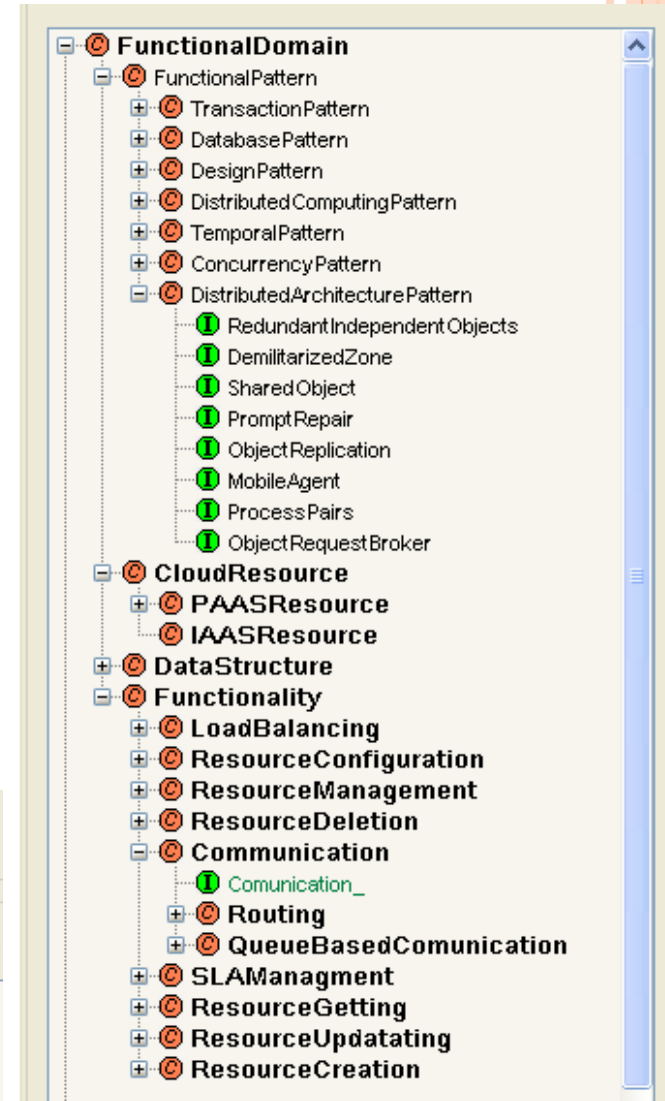 FunctionalDomain
FunctionalPattern
TransactionPattern
DatabasePattern
DesignPattern
DistributedComputingPattern
TemporalPattern
ConcurrencyPattern
DistributedArchitecturePattern
RedundantIndependentObjects
DemilitarizedZone
SharedObject
PromptRepair
ObjectReplication
MobileAgent
ProcessPairs
ObjectRequestBroker
CloudResource
PAASResource
IAASResource
DataStructure
Functionality
LoadBalancing
ResourceConfiguration
ResourceManagement
ResourceDeletion
Communication
Comunication_
Routing
QueueBasedComunication
SLAManagment
ResourceGetting
ResourceUpdatating
ResourceCreation